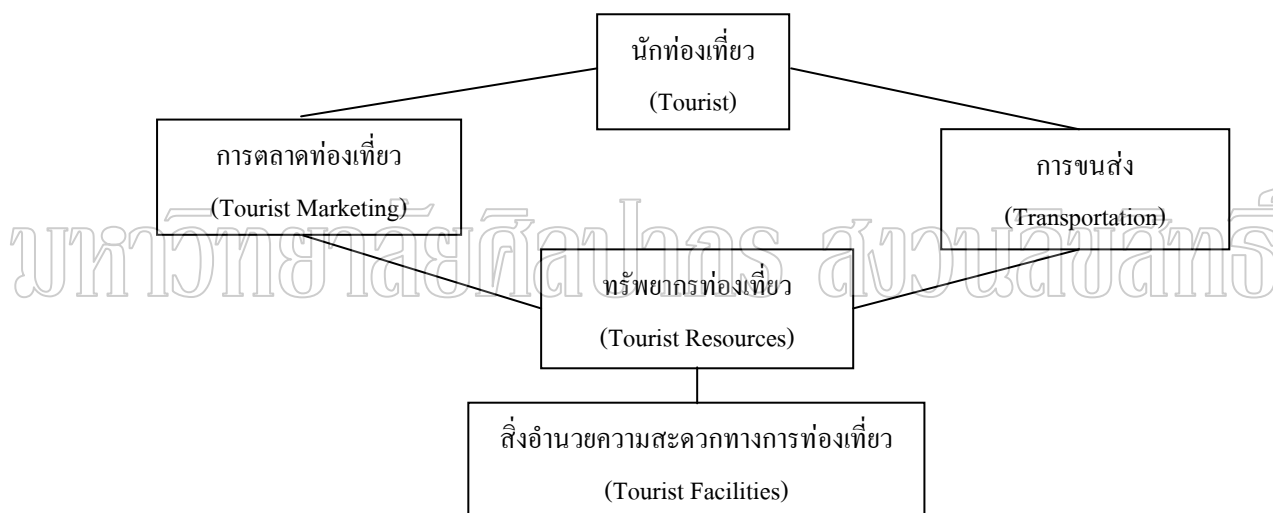 นักท่องเที่ยว
(Tourist)
การตลาดท่องเที่ยว
(Tourist Marketing)
การขนส่ง
(Transportation)
มหาวิทยาลัยศิลปากร สงวนลิขสิทธิ์
ทรัพยากรท่องเที่ยว
(Tourist Resources)
สิ่งอำนวยความสะดวกทางการท่องเที่ยว
(Tourist Facilities)